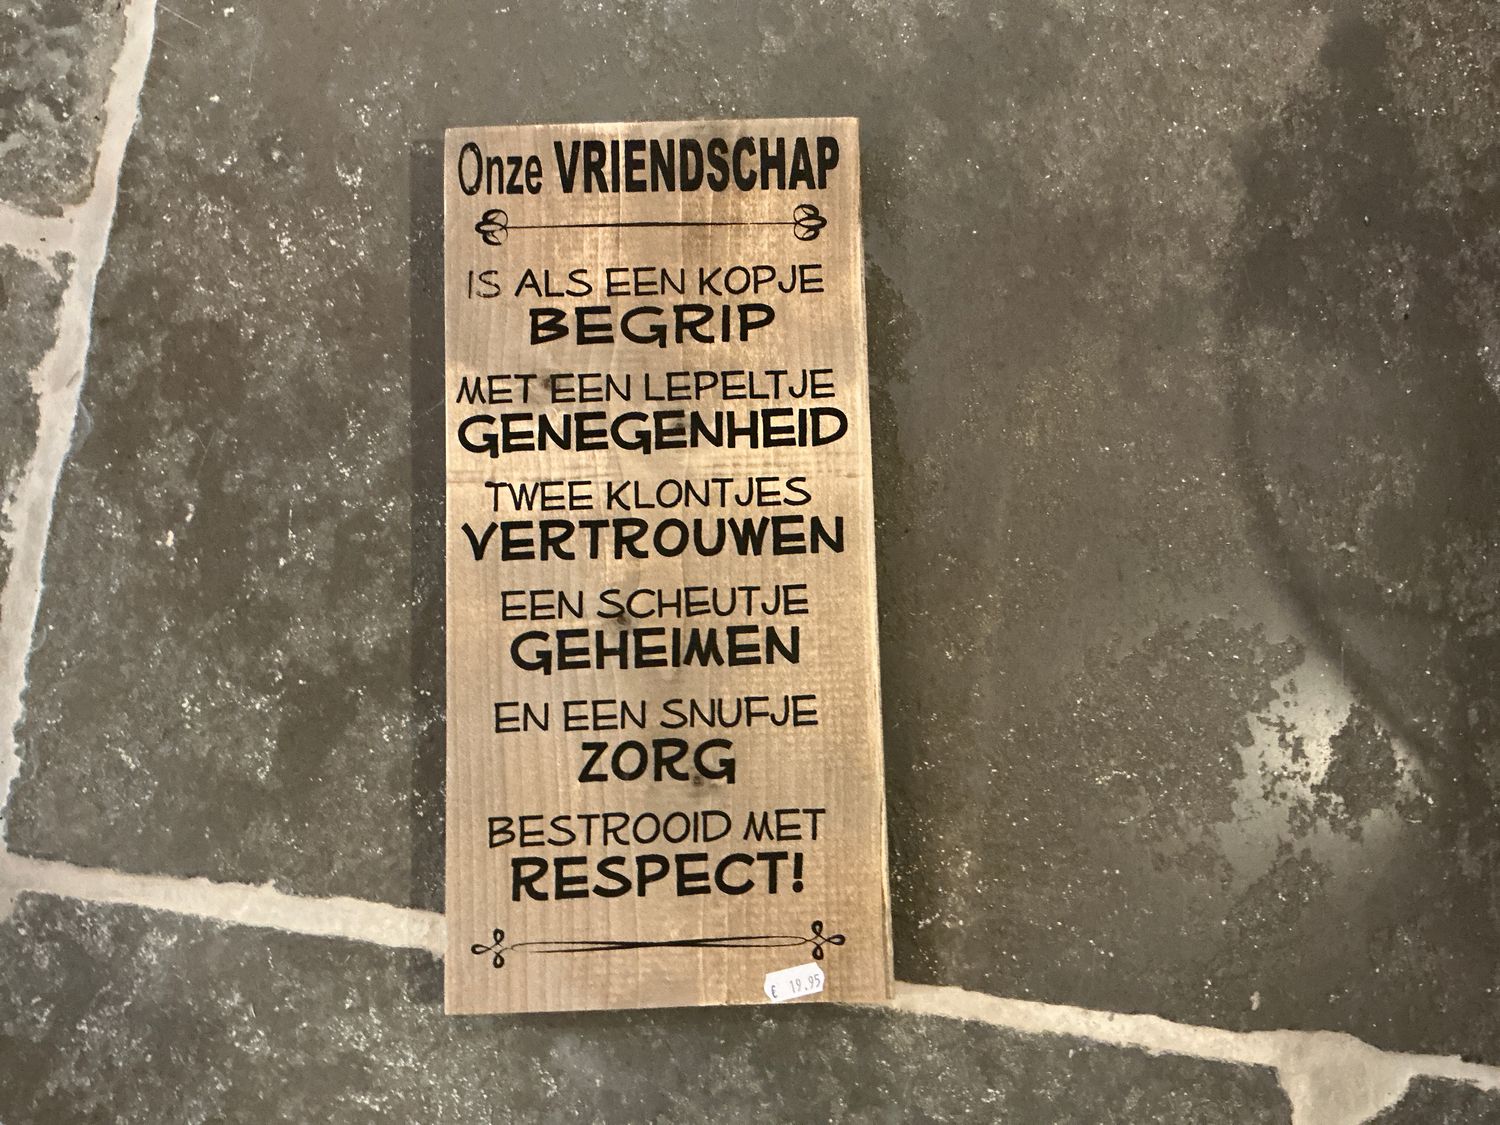 Onze VRIENDSCHAP
IS ALS EEN KOPJE
BEGRIP
MET EEN LEPELTJE
GENEGENHEID
TWEE KLONTJES
VERTROUWEN
EEN SCHEUTJE
GEHEIMEN
EN EEN SNUFJE
ZORG
BESTROOID MET
RESPECT!
€ 19.95